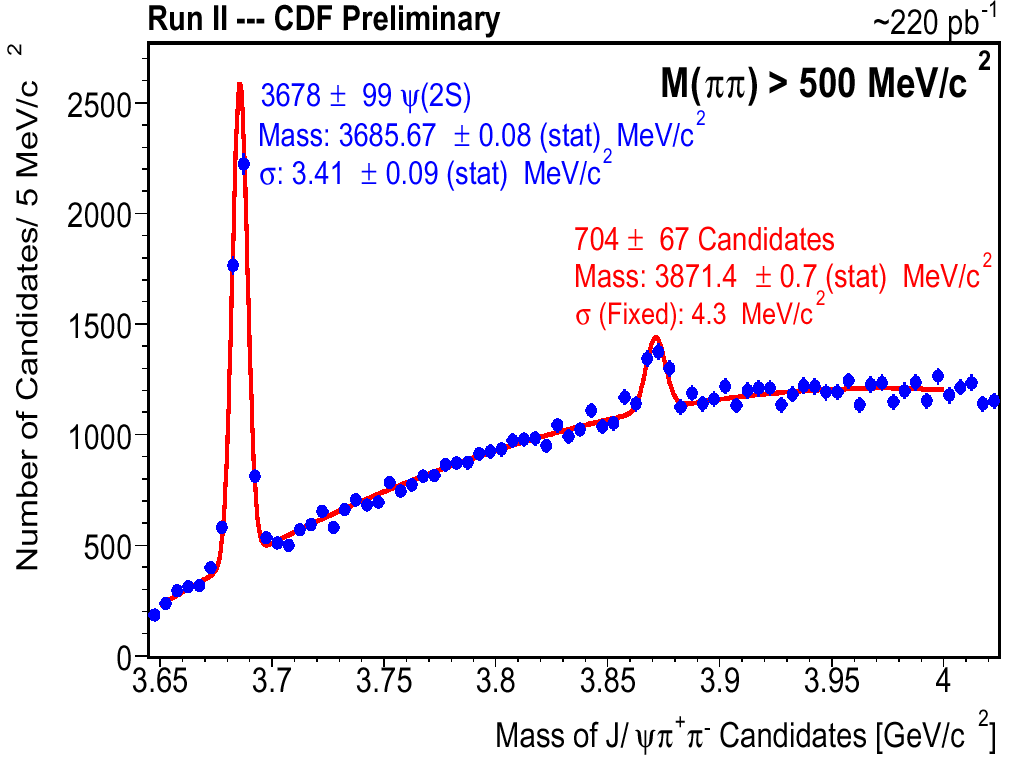 Run II --- CDF Preliminary
~220 pb⁻¹
M(ππ) > 500 MeV/c²
3678 ± 99 ψ(2S)
Mass: 3685.67 ± 0.08 (stat) MeV/c²
σ: 3.41 ± 0.09 (stat) MeV/c²
704 ± 67 Candidates
Mass: 3871.4 ± 0.7 (stat) MeV/c²
σ (Fixed): 4.3 MeV/c²
Number of Candidates/ 5 MeV/c²
2500
2000
1500
1000
500
0
3.65 3.7 3.75 3.8 3.85 3.9 3.95 4
Mass of J/ψπ⁺π⁻ Candidates [GeV/c²]